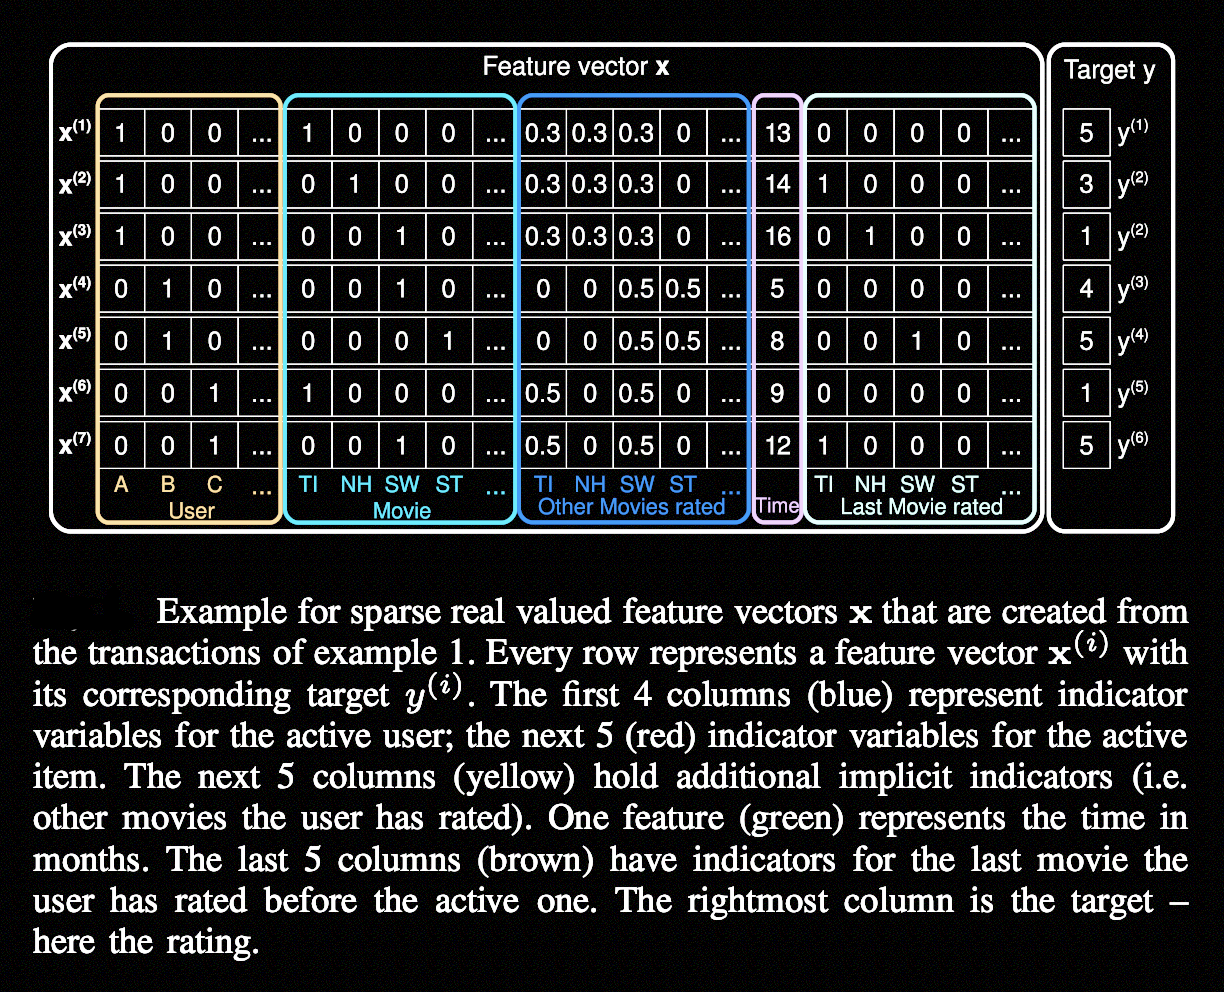 Feature vector x Target y
x(1) 1 0 0 ... 1 0 0 0 ... 0.3 0.3 0.3 0 ... 13 0 0 0 0 ... 5 y(1)
x(2) 1 0 0 ... 0 1 0 0 ... 0.3 0.3 0.3 0 ... 14 1 0 0 0 ... 3 y(2)
x(3) 1 0 0 ... 0 0 1 0 ... 0.3 0.3 0.3 0 ... 16 0 1 0 0 ... 1 y(2)
x(4) 0 1 0 ... 0 0 1 0 ... 0 0 0.5 0.5 ... 5 0 0 0 0 ... 4 y(3)
x(5) 0 1 0 ... 0 0 0 1 ... 0 0 0.5 0.5 ... 8 0 0 1 0 ... 5 y(4)
x(6) 0 0 1 ... 1 0 0 0 ... 0.5 0 0.5 0 ... 9 0 0 0 0 ... 1 y(5)
x(7) 0 0 1 ... 0 0 1 0 ... 0.5 0 0.5 0 ... 12 1 0 0 0 ... 5 y(6)
A B C ... TI NH SW ST ... TI NH SW ST ... TI NH SW ST ...
User Movie Other Movies rated Time Last Movie rated
Example for sparse real valued feature vectors x that are created from
the transactions of example 1. Every row represents a feature vector x(i) with
its corresponding target y(i). The first 4 columns (blue) represent indicator
variables for the active user; the next 5 (red) indicator variables for the active
item. The next 5 columns (yellow) hold additional implicit indicators (i.e.
other movies the user has rated). One feature (green) represents the time in
months. The last 5 columns (brown) have indicators for the last movie the
user has rated before the active one. The rightmost column is the target –
here the rating.